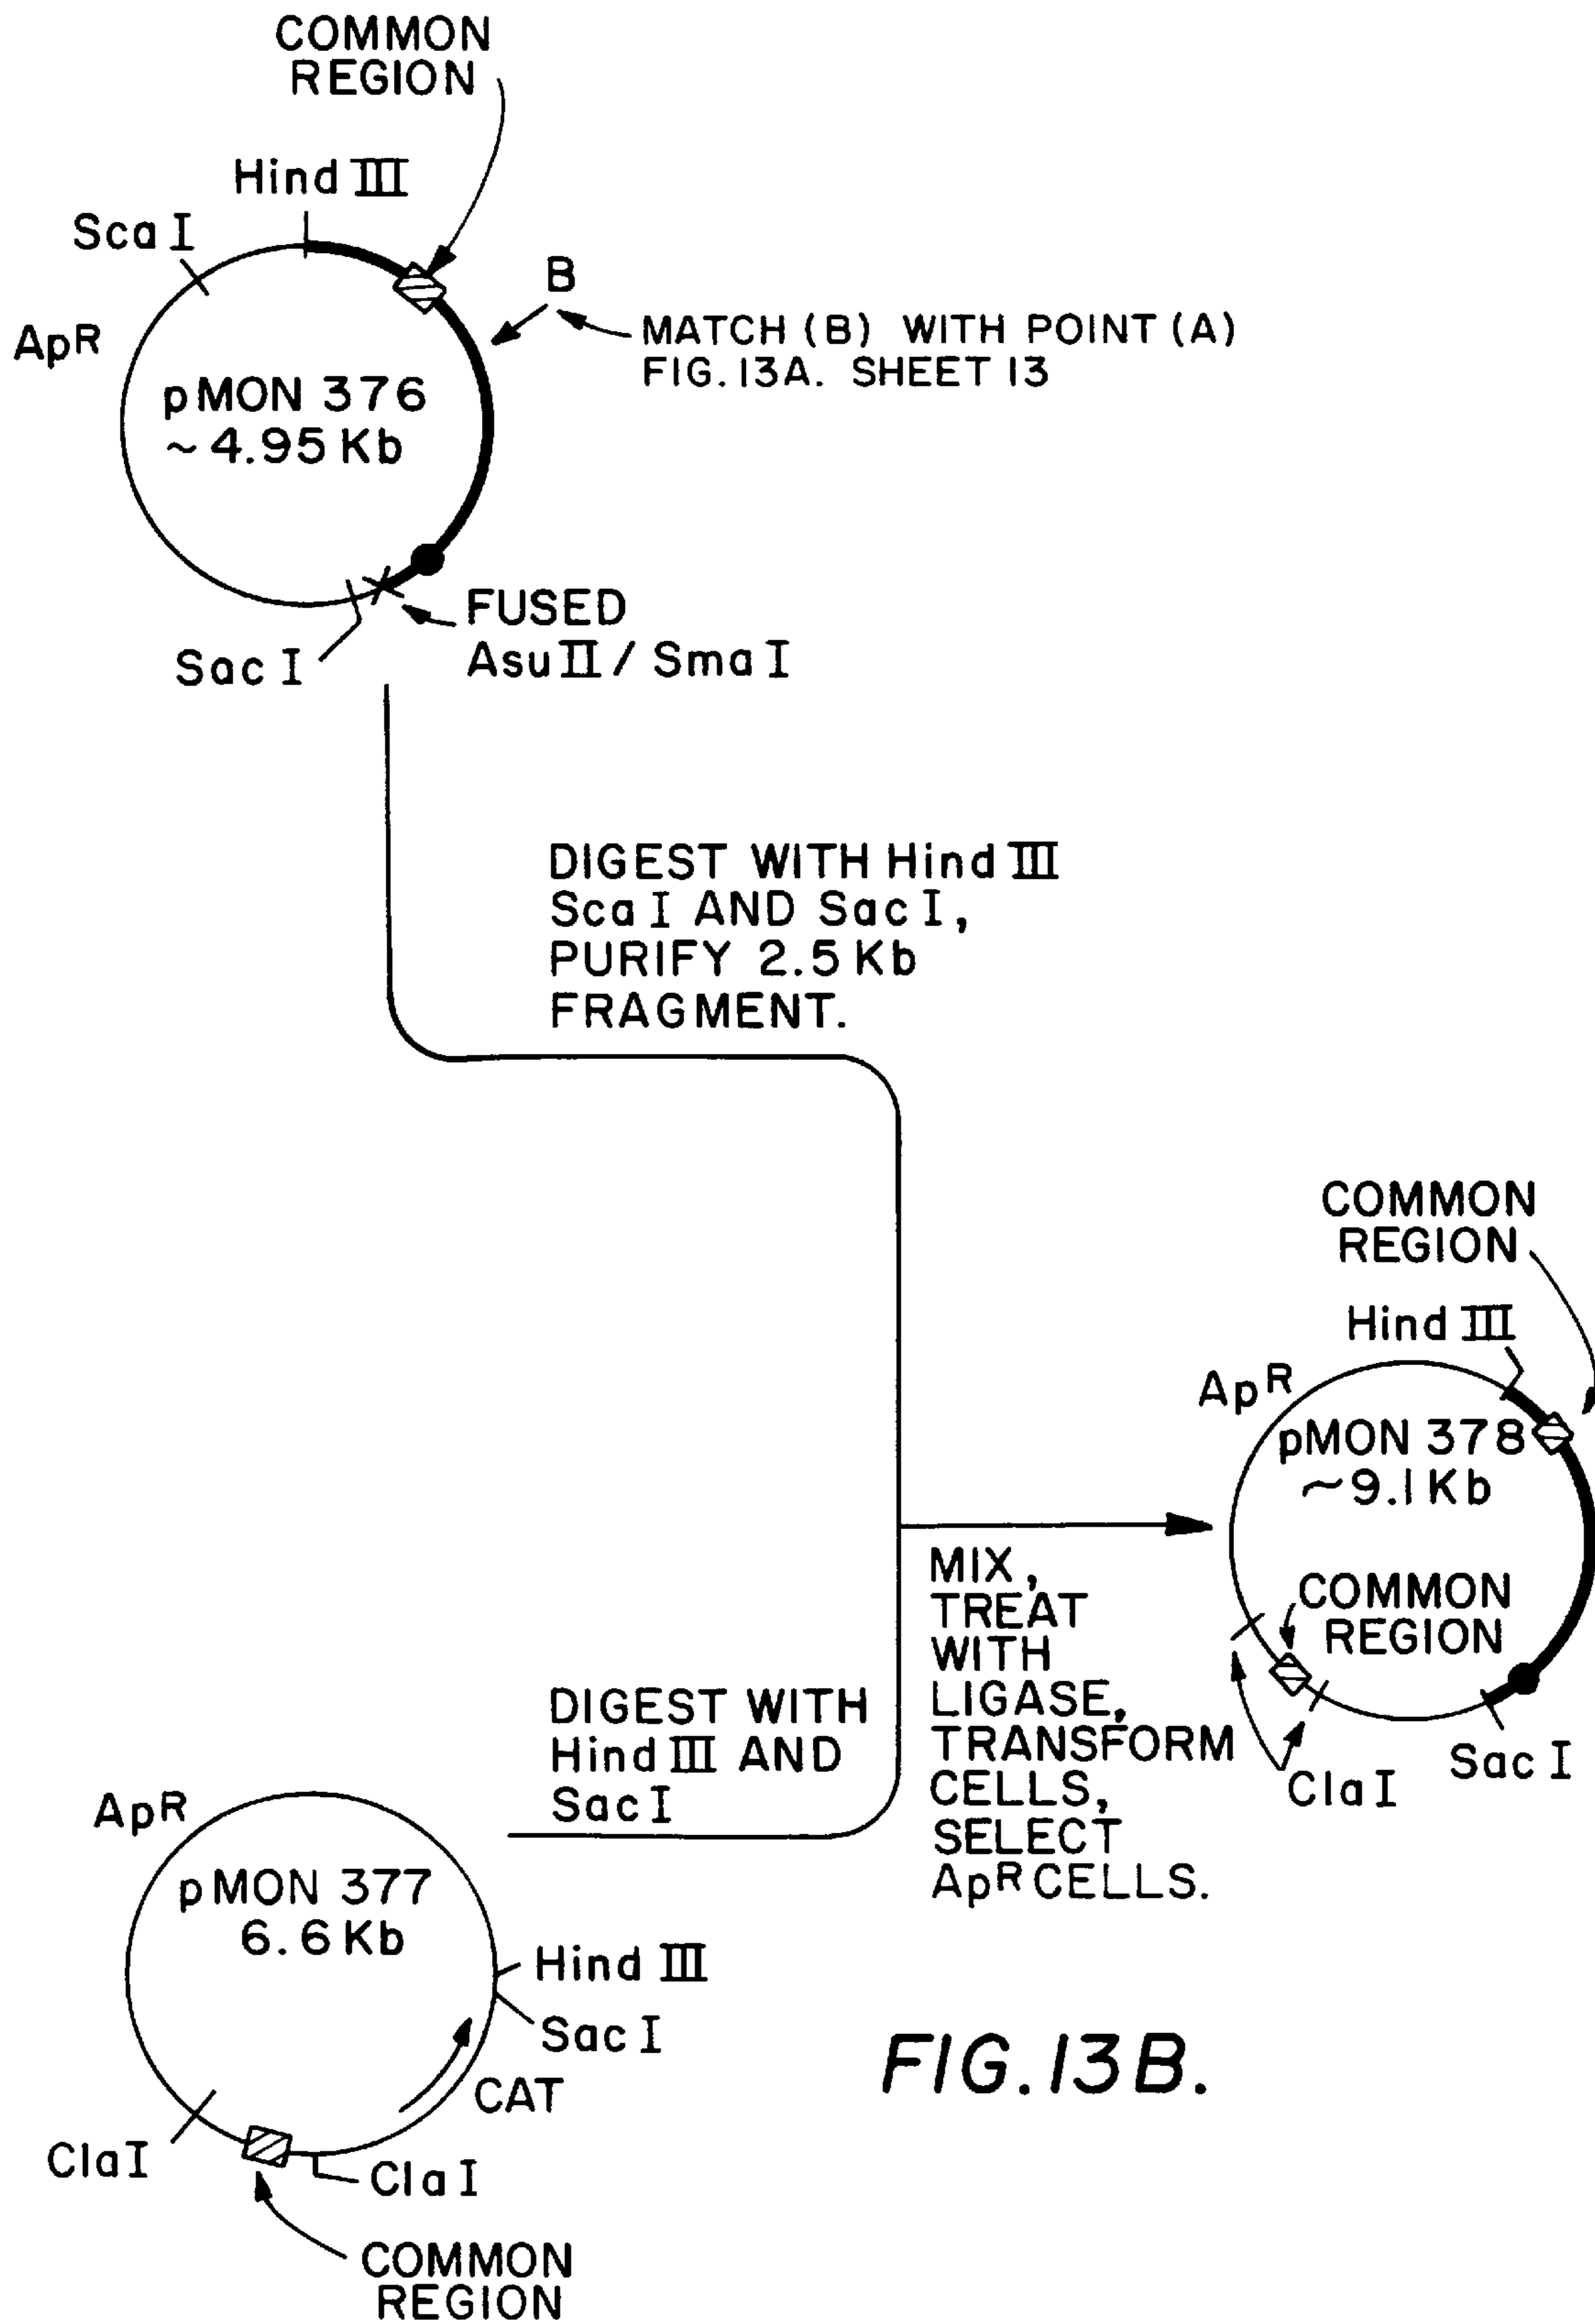 COMMON
REGION
Hind III
Sca I
B
ApR
MATCH (B) WITH POINT (A)
FIG. 13A. SHEET 13
pMON 376
~4.95 Kb
FUSED
Asu II / Sma I
Sac I
DIGEST WITH Hind III
Sca I AND Sac I,
PURIFY 2.5 Kb
FRAGMENT.
COMMON
REGION
Hind III
ApR
pMON 378
~9.1 Kb
COMMON
REGION
Cla I
Sac I
MIX,
TREAT
WITH
LIGASE,
TRANSFORM
CELLS,
SELECT
ApR CELLS.
DIGEST WITH
Hind III AND
Sac I
ApR
pMON 377
6.6 Kb
Hind III
Sac I
CAT
Cla I
Cla I
COMMON
REGION
FIG. 13B.